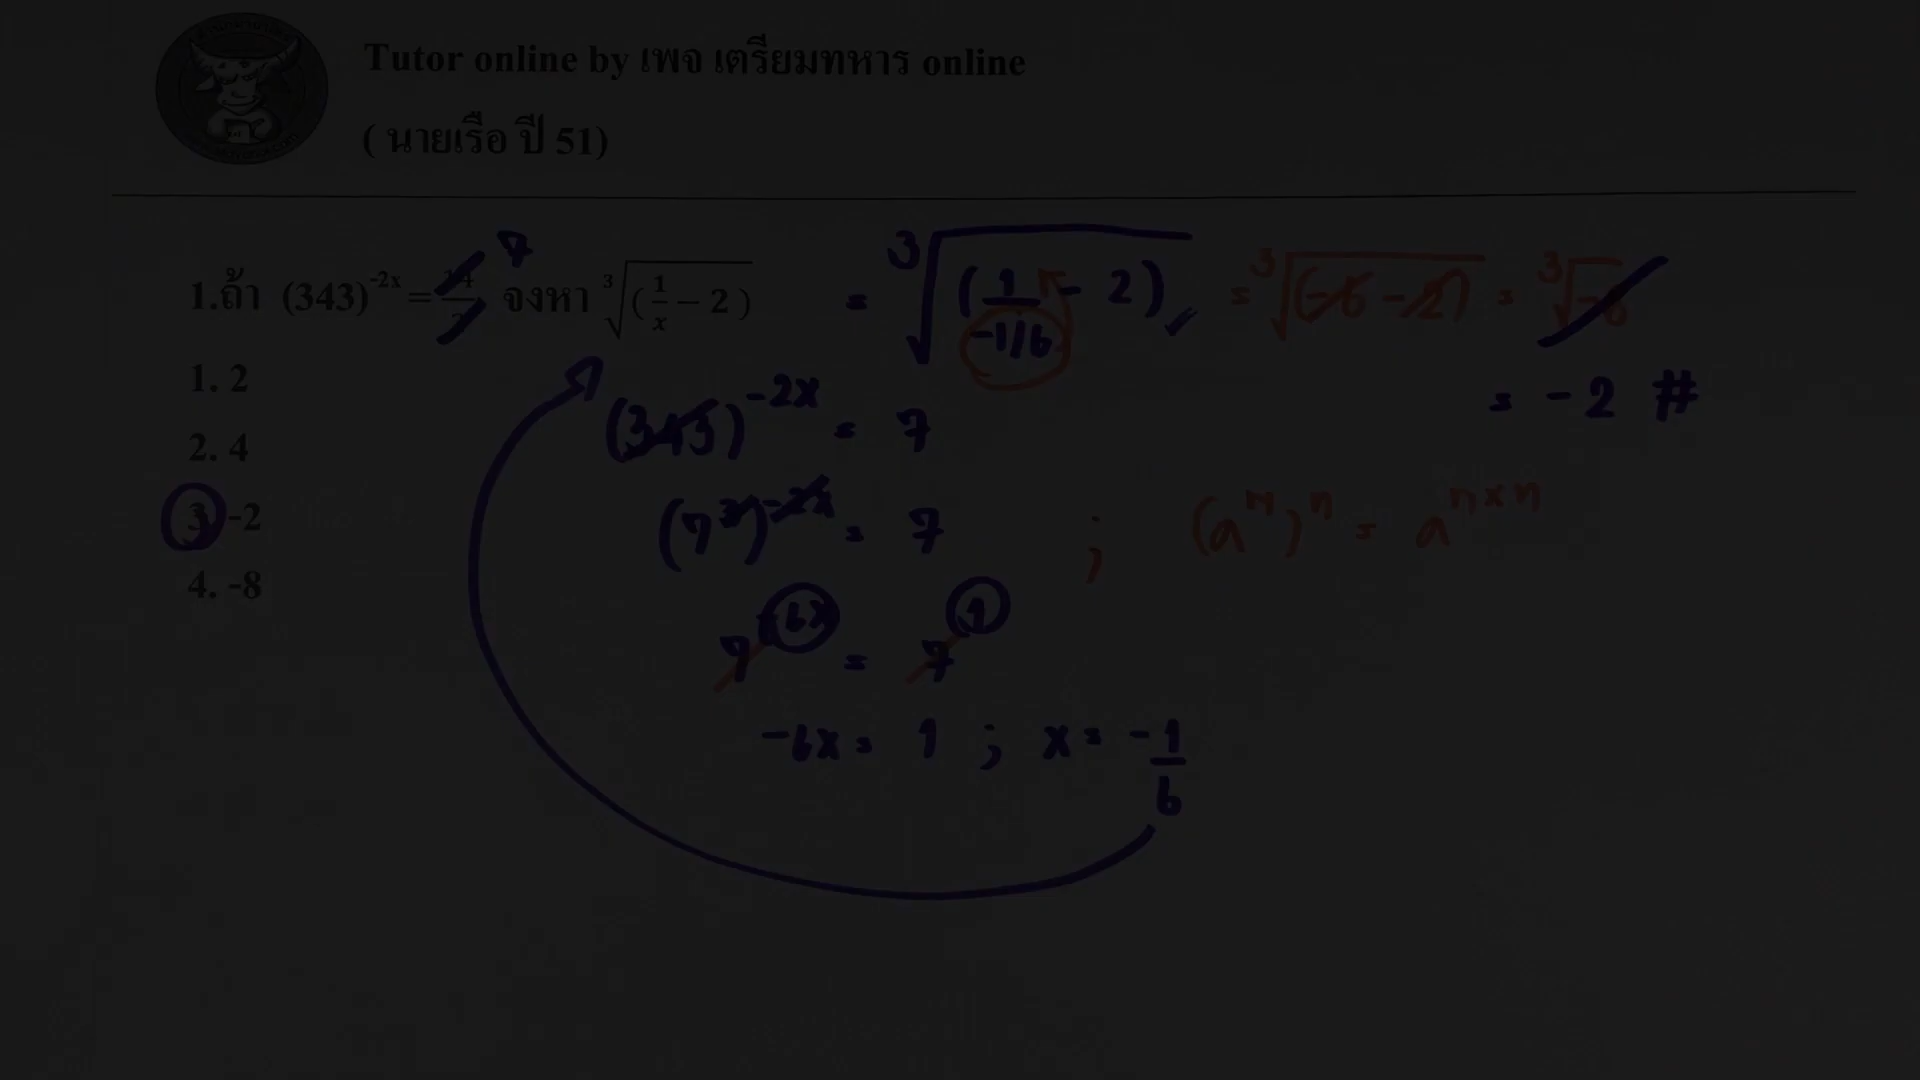 Tutor online by เพจ เตรียมทหาร online
( นายเรือ ปี 51)
1.ถ้า (343)^-2x = 7 จงหา ∛(1/x − 2) = ∛(1/(-1/6) - 2) = ∛(-6 - 2) = ∛-8
= -2 #
1. 2
2. 4
3 -2
4. -8
(343)^-2x = 7
(7^3)^-2x = 7 ; (a^m)^n = a^m×n
7^-6x = 7^1
-6x = 1 ; x = -1/6